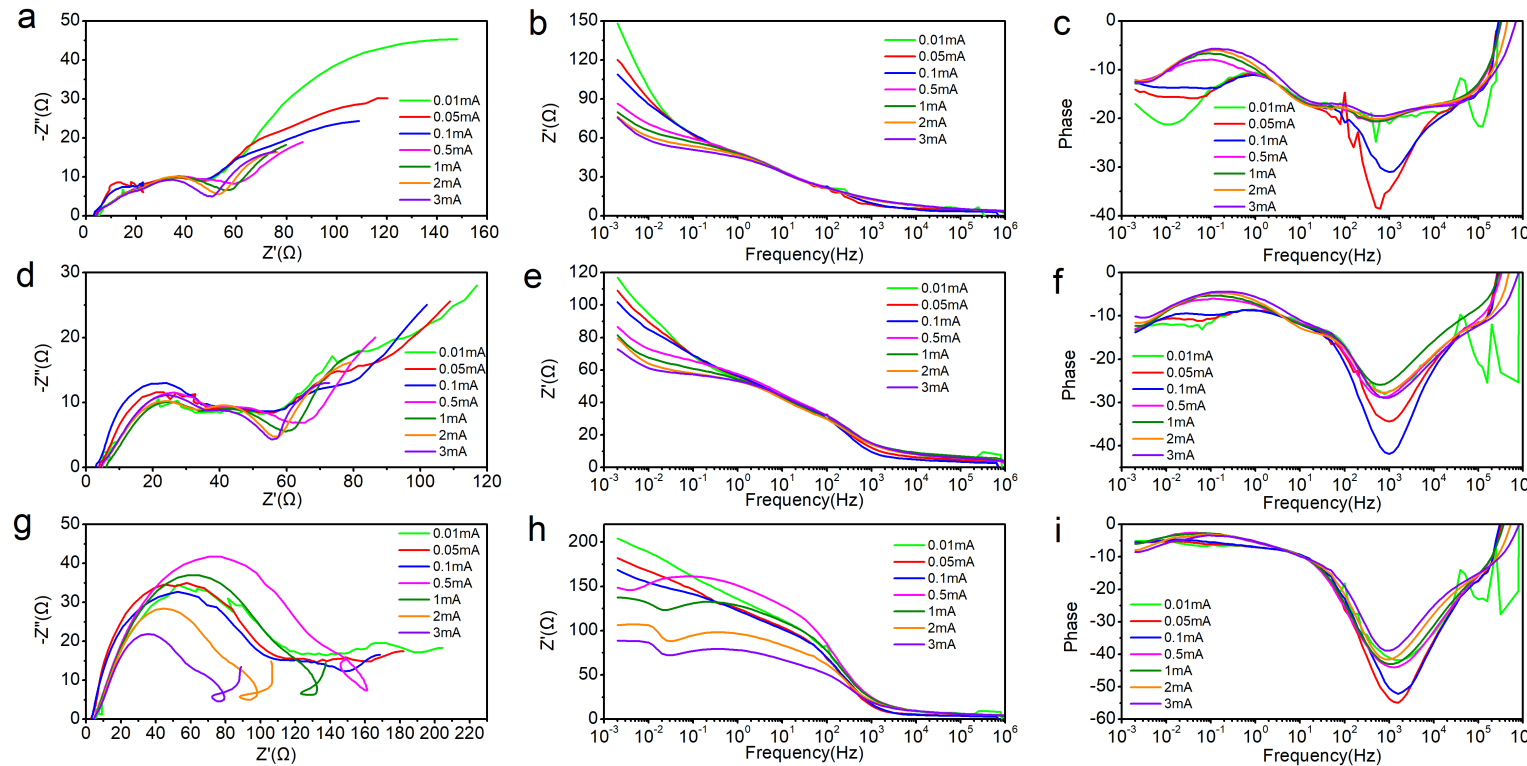 a
50
40
30
20
10
0
-Z''(Ω)
0 20 40 60 80 100 120 140 160
Z'(Ω)
0.01mA
0.05mA
0.1mA
0.5mA
1mA
2mA
3mA
b
150
120
90
60
30
0
Z'(Ω)
10-3 10-2 10-1 100 101 102 103 104 105 106
Frequency(Hz)
0.01mA
0.05mA
0.1mA
0.5mA
1mA
2mA
3mA
c
0
-10
-20
-30
-40
Phase
10-3 10-2 10-1 100 101 102 103 104 105 106
Frequency(Hz)
0.01mA
0.05mA
0.1mA
0.5mA
1mA
2mA
3mA
d
30
20
10
0
-Z''(Ω)
0 20 40 60 80 100 120
Z'(Ω)
0.01mA
0.05mA
0.1mA
0.5mA
1mA
2mA
3mA
e
120
100
80
60
40
20
0
Z'(Ω)
10-3 10-2 10-1 100 101 102 103 104 105 106
Frequency(Hz)
0.01mA
0.05mA
0.1mA
0.5mA
1mA
2mA
3mA
f
0
-10
-20
-30
-40
Phase
10-3 10-2 10-1 100 101 102 103 104 105 106
Frequency(Hz)
0.01mA
0.05mA
0.1mA
0.5mA
1mA
2mA
3mA
g
50
40
30
20
10
0
-Z''(Ω)
0 20 40 60 80 100 120 140 160 180 200 220
Z'(Ω)
0.01mA
0.05mA
0.1mA
0.5mA
1mA
2mA
3mA
h
200
150
100
50
0
Z'(Ω)
10-3 10-2 10-1 100 101 102 103 104 105 106
Frequency(Hz)
0.01mA
0.05mA
0.1mA
0.5mA
1mA
2mA
3mA
i
0
-10
-20
-30
-40
-50
-60
Phase
10-3 10-2 10-1 100 101 102 103 104 105 106
Frequency(Hz)
0.01mA
0.05mA
0.1mA
0.5mA
1mA
2mA
3mA